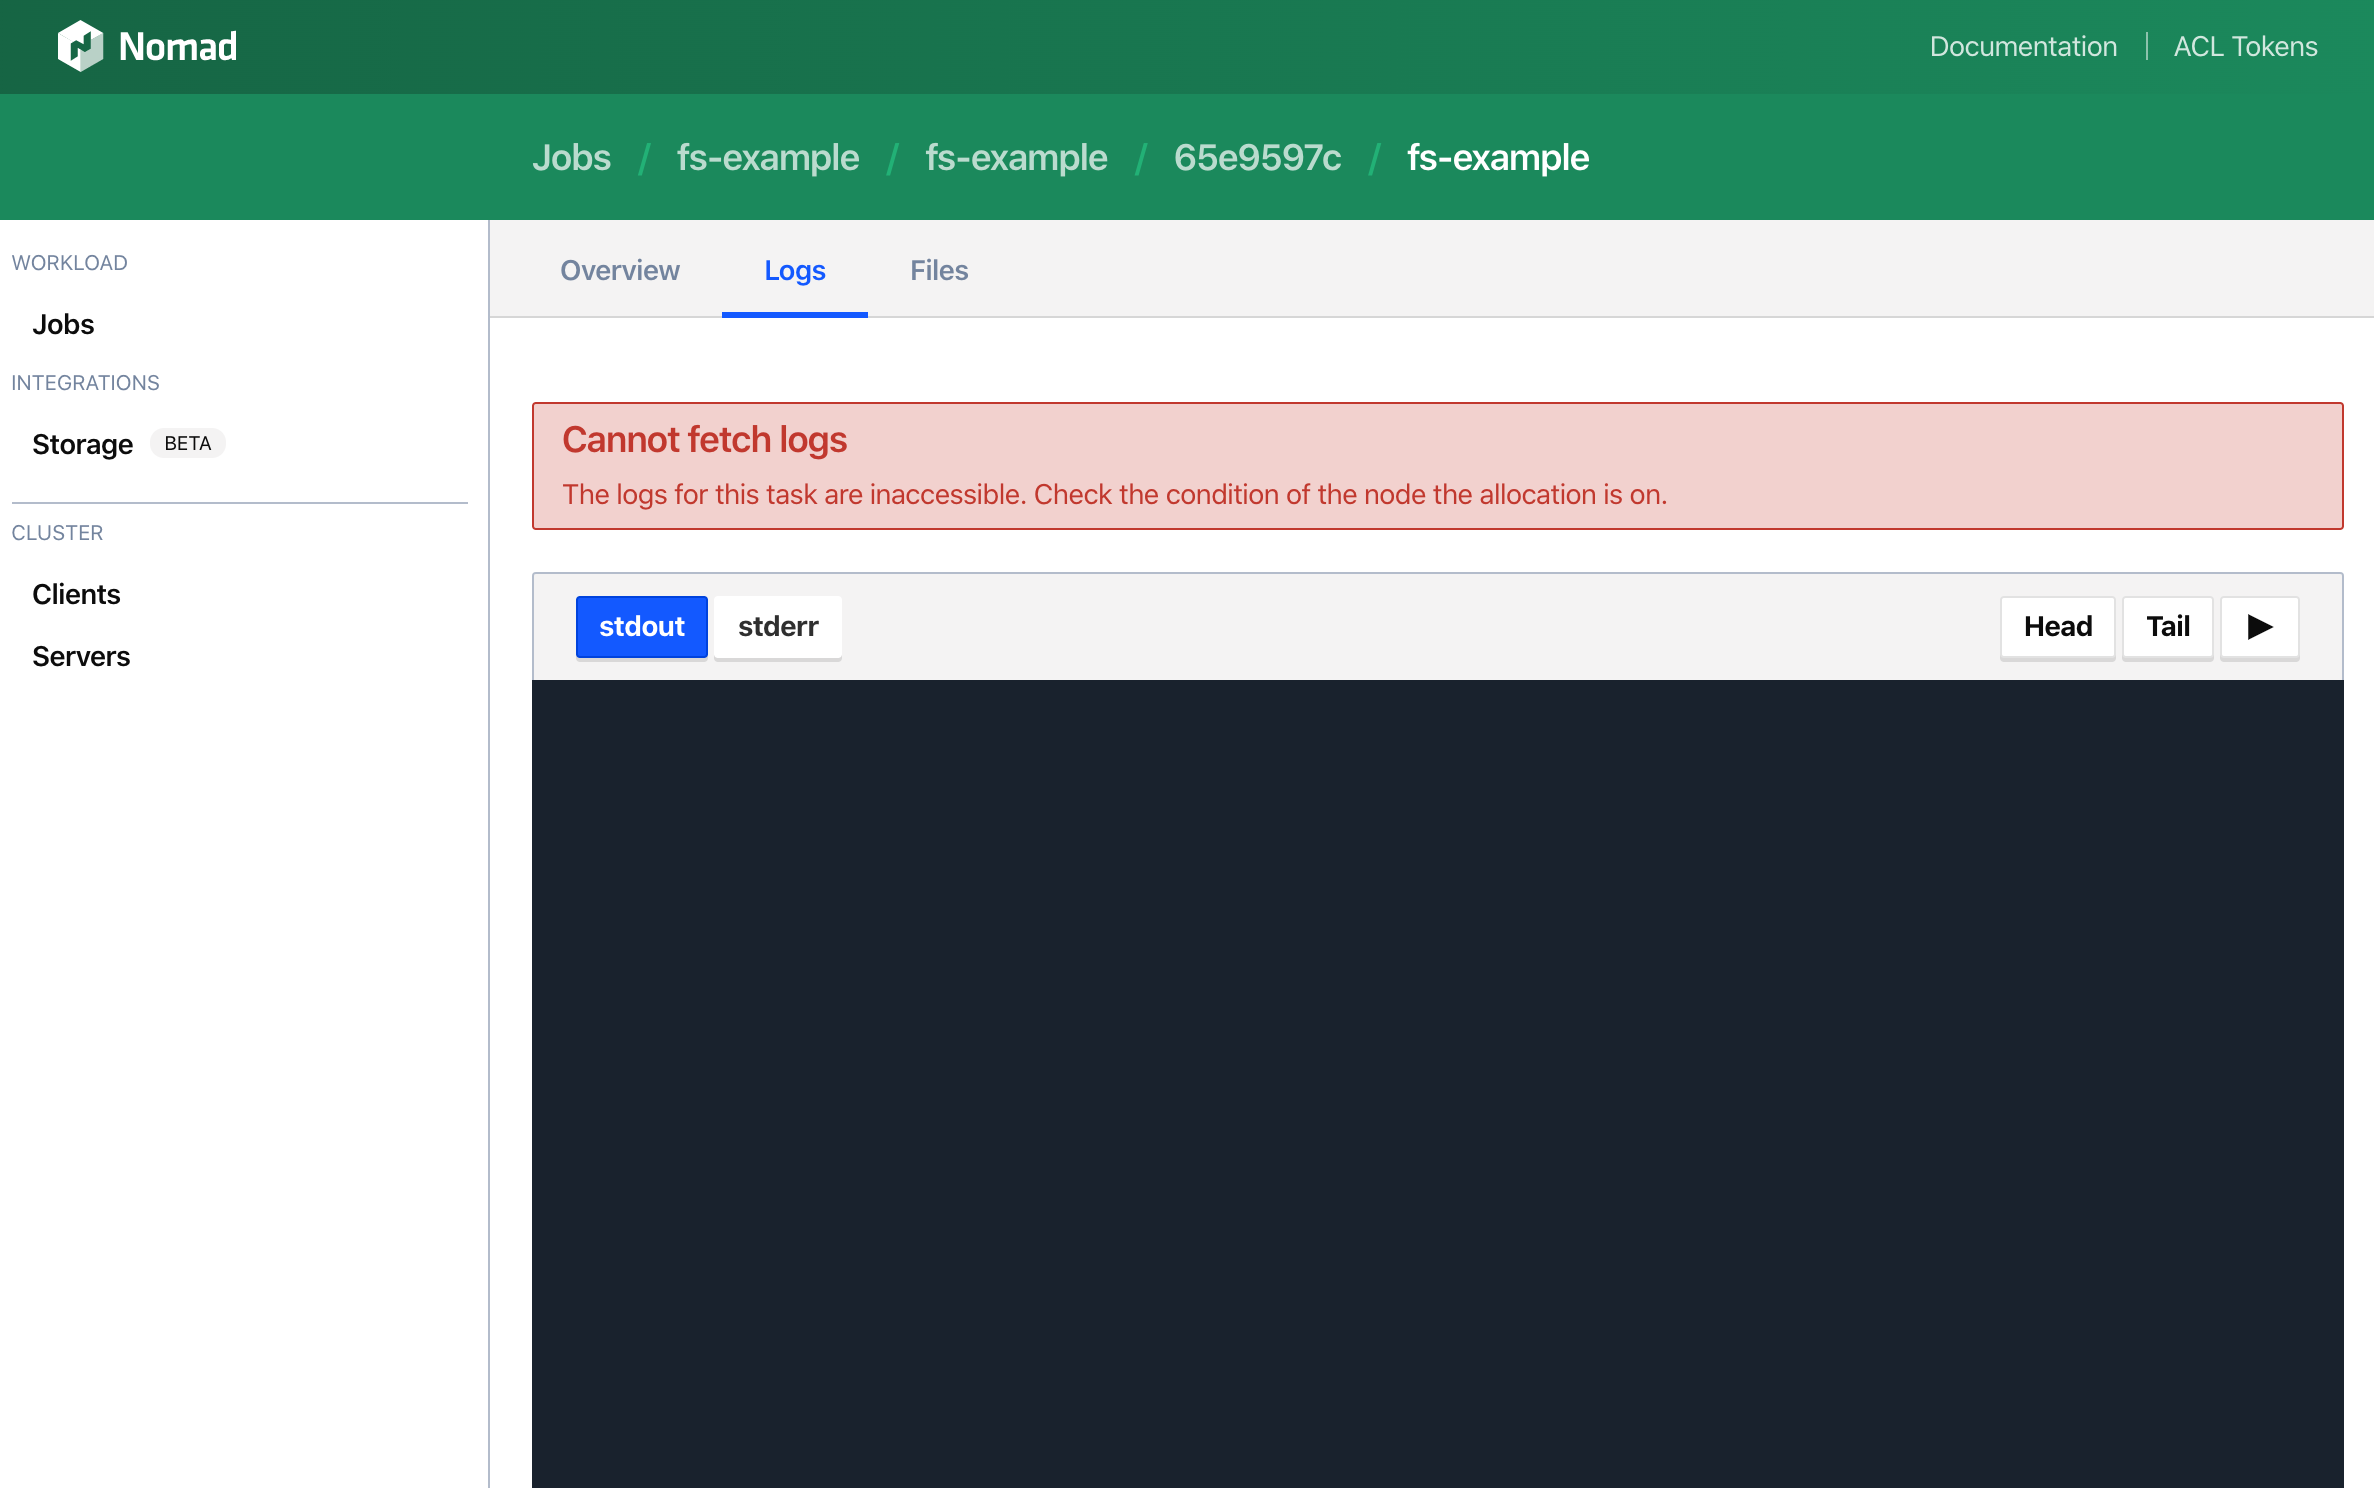 Nomad
Documentation
ACL Tokens
Jobs / fs-example / fs-example / 65e9597c / fs-example
WORKLOAD
Jobs
INTEGRATIONS
Storage BETA
CLUSTER
Clients
Servers
Overview Logs Files
Cannot fetch logs
The logs for this task are inaccessible. Check the condition of the node the allocation is on.
stdout stderr Head Tail